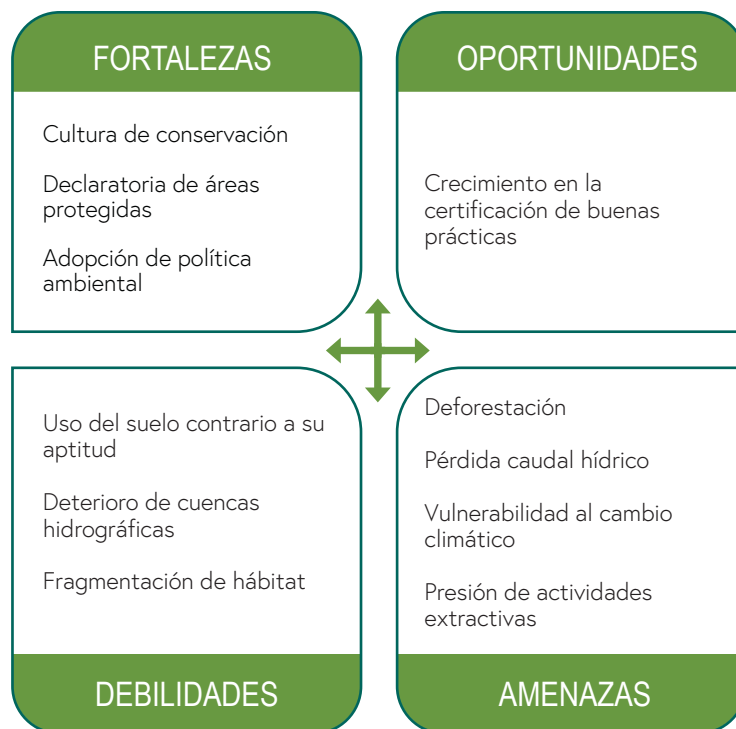 FORTALEZAS
Cultura de conservación
Declaratoria de áreas
protegidas
Adopción de política
ambiental
OPORTUNIDADES
Crecimiento en la
certificación de buenas
prácticas
Uso del suelo contrario a su
aptitud
Deterioro de cuencas
hidrográficas
Fragmentación de hábitat
DEBILIDADES
Deforestación
Pérdida caudal hídrico
Vulnerabilidad al cambio
climático
Presión de actividades
extractivas
AMENAZAS